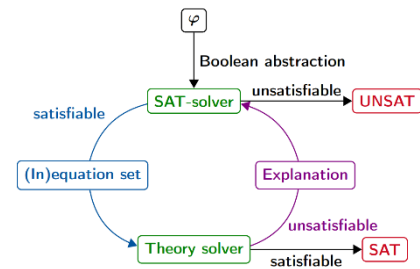 φ
Boolean abstraction
SAT-solver
unsatisfiable
UNSAT
satisfiable
(In)equation set
Explanation
unsatisfiable
Theory solver
satisfiable
SAT